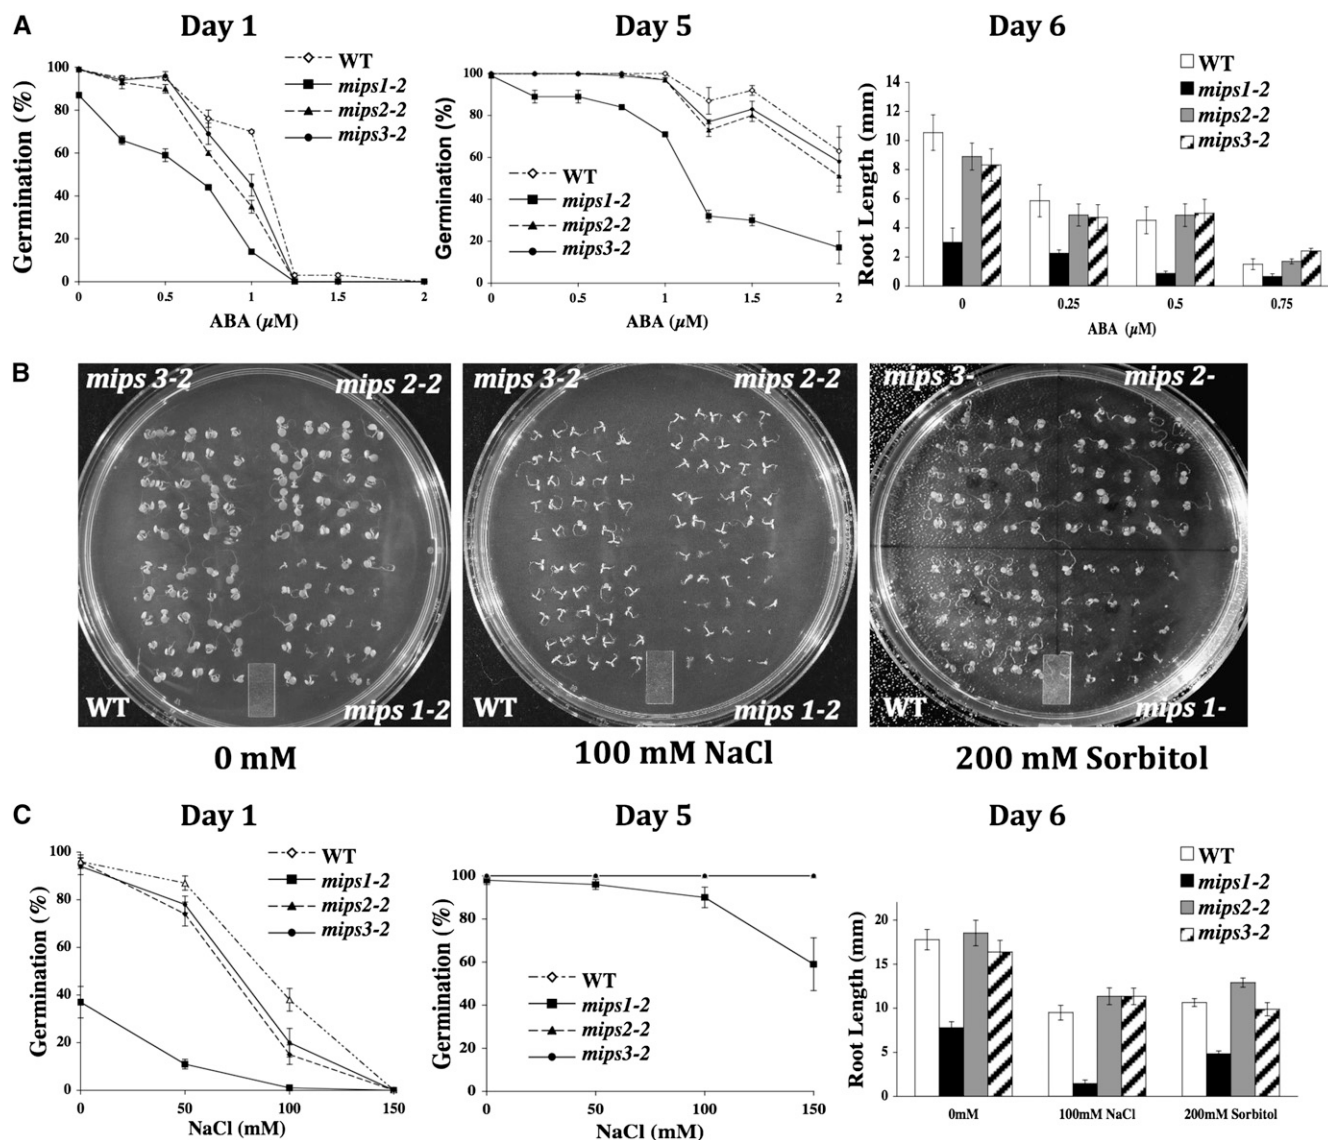 A
Day 1
Day 5
Day 6
Germination (%)
100
80
60
40
20
0
0
0.5
1
1.5
2
ABA (µM)
WT
mips1-2
mips2-2
mips3-2
Germination (%)
100
80
60
40
20
0
0
0.5
1
1.5
2
ABA (µM)
WT
mips1-2
mips2-2
mips3-2
Root Length (mm)
14
12
10
8
6
4
2
0
0
0.25
0.5
0.75
ABA (µM)
WT
mips1-2
mips2-2
mips3-2
B
mips 3-2
mips 2-2
WT
mips 1-2
0 mM
mips 3-2
mips 2-2
WT
mips 1-2
100 mM NaCl
mips 3-
mips 2-
WT
mips 1-
200 mM Sorbitol
C
Day 1
Day 5
Day 6
Germination (%)
100
80
60
40
20
0
0
50
100
150
NaCl (mM)
WT
mips1-2
mips2-2
mips3-2
Germination (%)
100
80
60
40
20
0
0
50
100
150
NaCl (mM)
WT
mips1-2
mips2-2
mips3-2
Root Length (mm)
20
15
10
5
0
0mM
100mM NaCl
200mM Sorbitol
WT
mips1-2
mips2-2
mips3-2